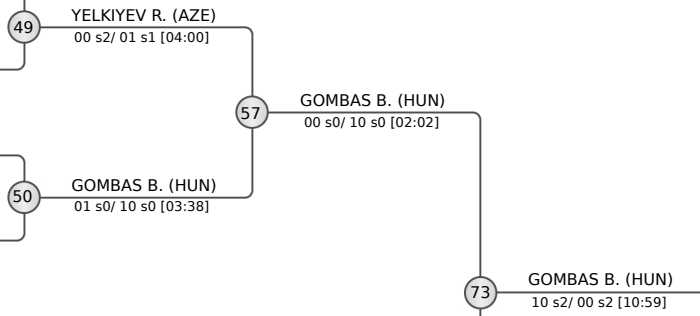 49
YELKIYEV R. (AZE)
00 s2/ 01 s1 [04:00]
57
GOMBAS B. (HUN)
00 s0/ 10 s0 [02:02]
50
GOMBAS B. (HUN)
01 s0/ 10 s0 [03:38]
73
GOMBAS B. (HUN)
10 s2/ 00 s2 [10:59]